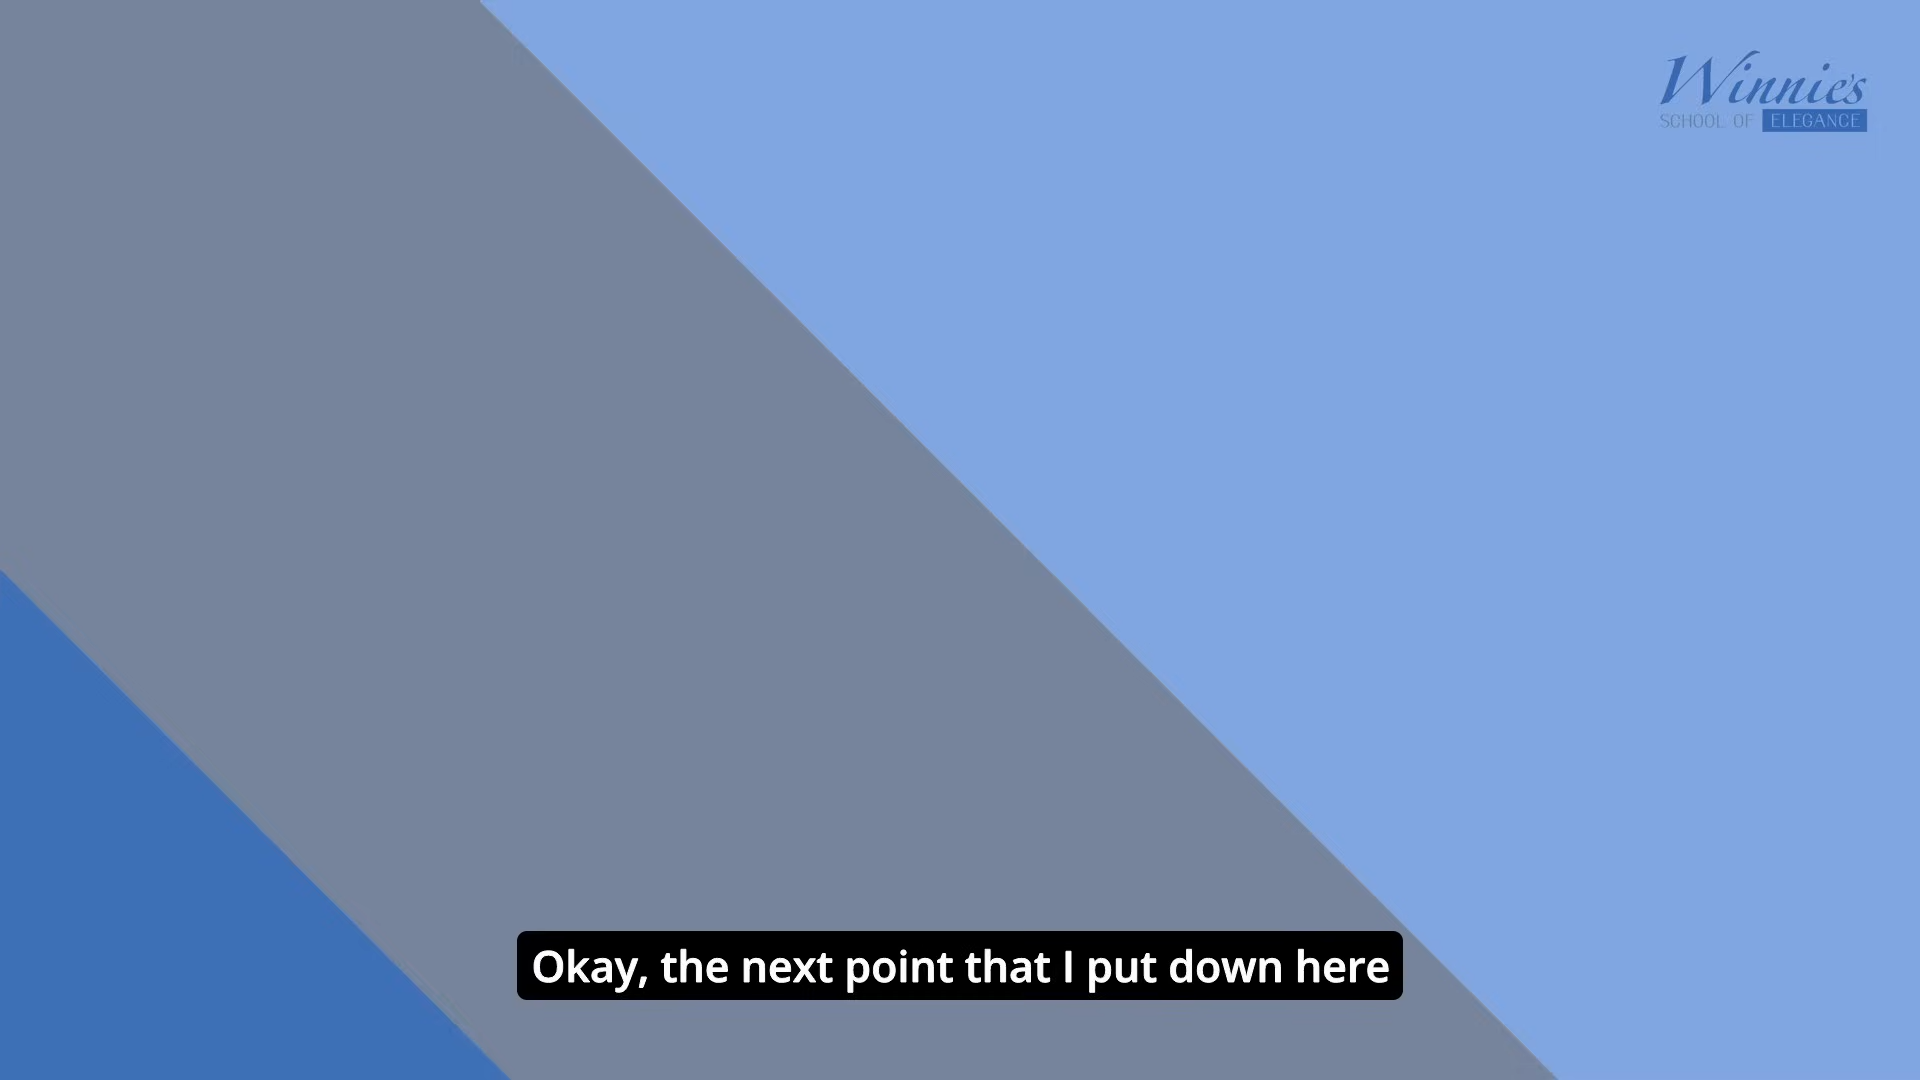 Winnie's
SCHOOL OF ELEGANCE
Okay, the next point that I put down here